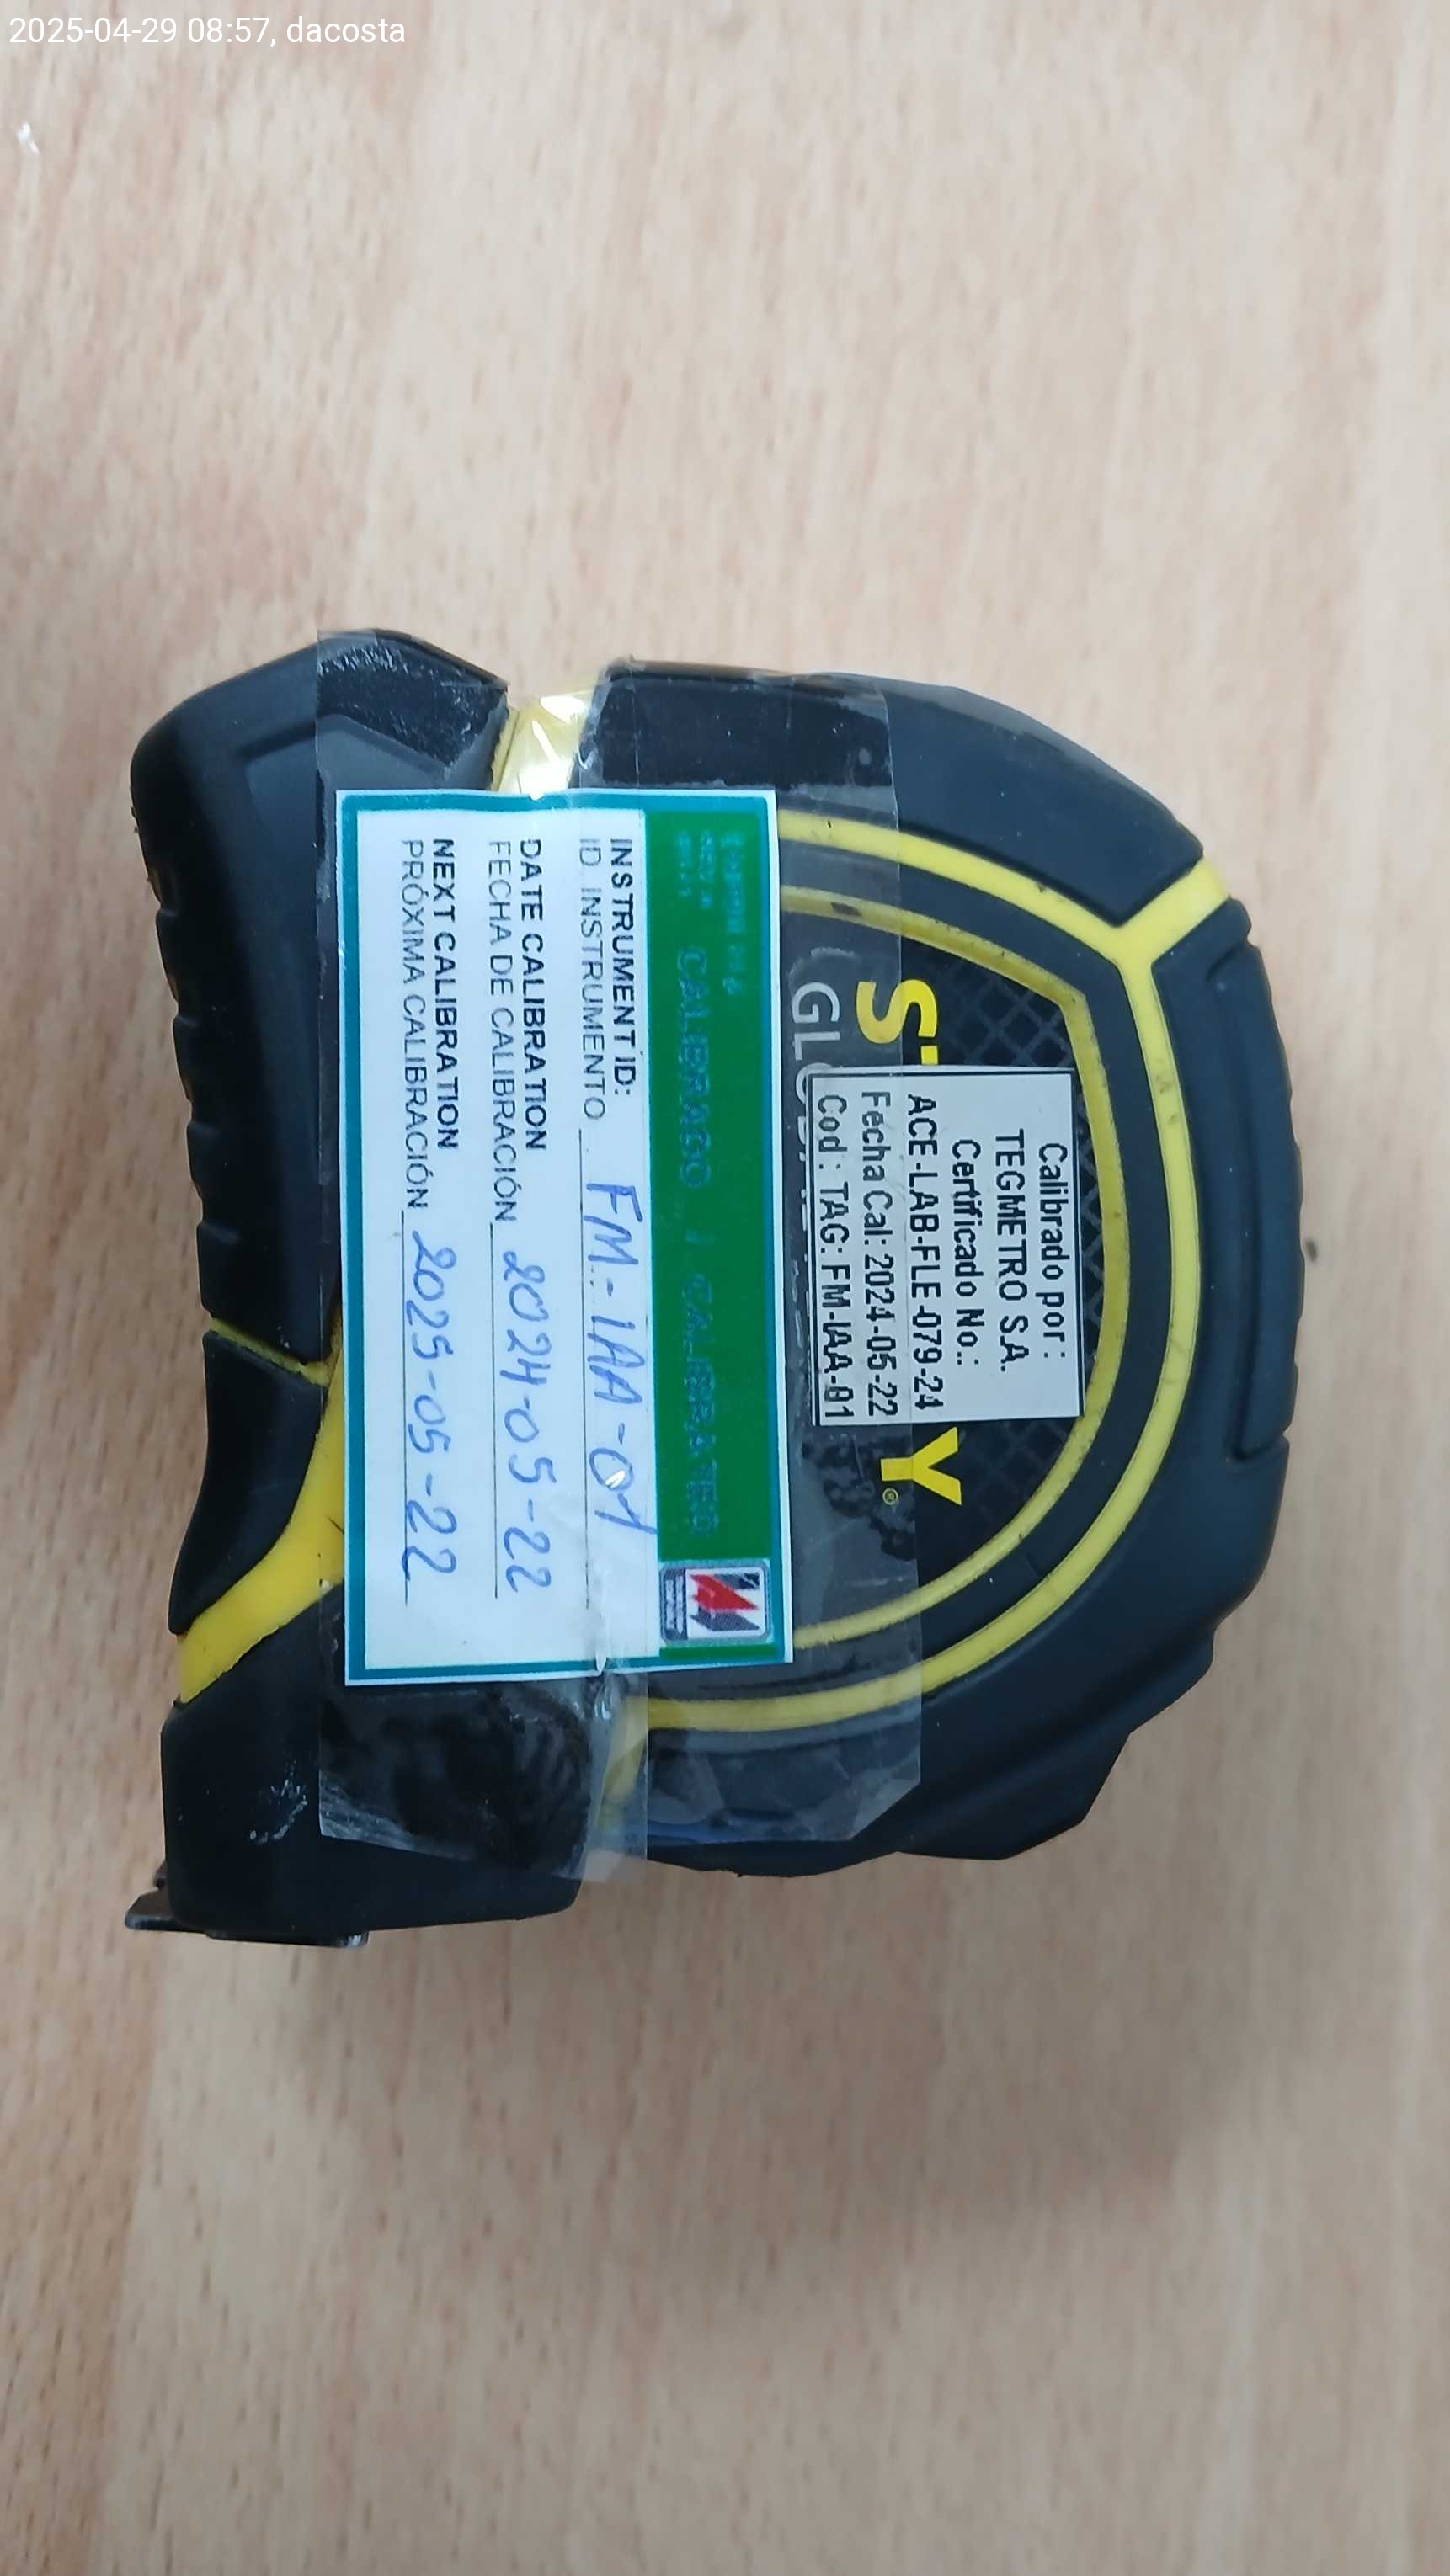 2025-04-29 08:57, dacosta
Calibrado por:
TEGMETRO S.A.
Certificado No.:
ACE-LAB-FLE-079-24
Fecha Cal: 2024-05-22
Cod: TAG: FM-IAA-01
Y®
CALIBRADO / CALIBRATED
INSTRUMENT ID:
ID. INSTRUMENTO FM-IAA-01
DATE CALIBRATION
FECHA DE CALIBRACIÓN 2024-05-22
NEXT CALIBRATION
PRÓXIMA CALIBRACIÓN 2025-05-22